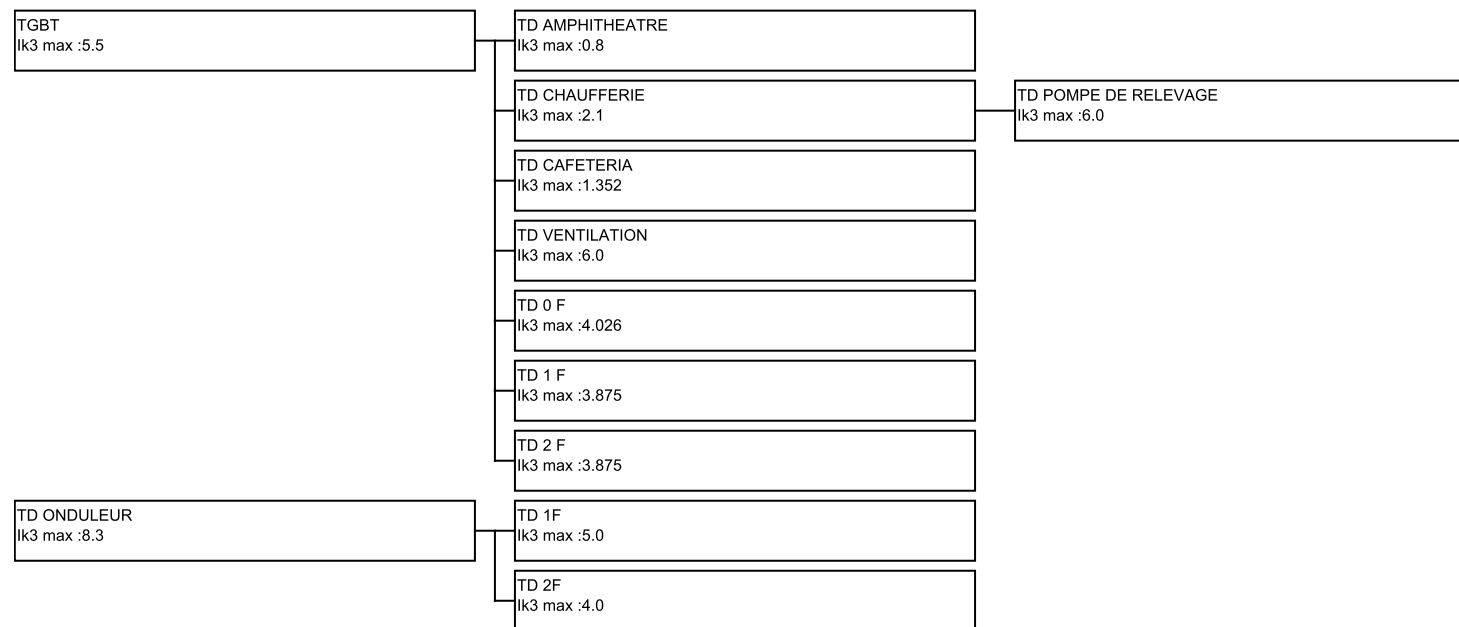 TGBT
Ik3 max :5.5
TD AMPHITHEATRE
Ik3 max :0.8
TD CHAUFFERIE
Ik3 max :2.1
TD POMPE DE RELEVAGE
Ik3 max :6.0
TD CAFETERIA
Ik3 max :1.352
TD VENTILATION
Ik3 max :6.0
TD 0 F
Ik3 max :4.026
TD 1 F
Ik3 max :3.875
TD 2 F
Ik3 max :3.875
TD ONDULEUR
Ik3 max :8.3
TD 1F
Ik3 max :5.0
TD 2F
Ik3 max :4.0